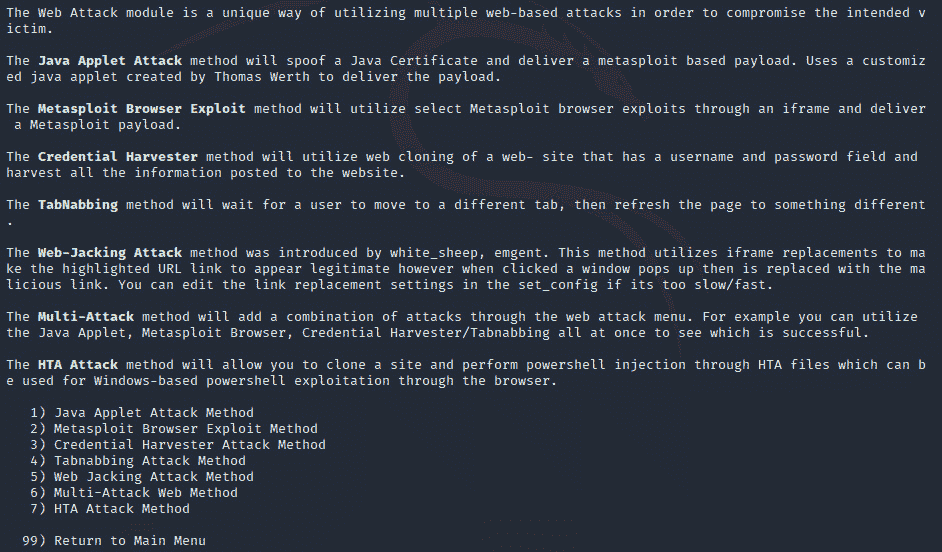 The Web Attack module is a unique way of utilizing multiple web-based attacks in order to compromise the intended v
ictim.
The Java Applet Attack method will spoof a Java Certificate and deliver a metasploit based payload. Uses a customiz
ed java applet created by Thomas Werth to deliver the payload.
The Metasploit Browser Exploit method will utilize select Metasploit browser exploits through an iframe and deliver
a Metasploit payload.
The Credential Harvester method will utilize web cloning of a web- site that has a username and password field and
harvest all the information posted to the website.
The TabNabbing method will wait for a user to move to a different tab, then refresh the page to something different
.
The Web-Jacking Attack method was introduced by white_sheep, emgent. This method utilizes iframe replacements to ma
ke the highlighted URL link to appear legitimate however when clicked a window pops up then is replaced with the ma
licious link. You can edit the link replacement settings in the set_config if its too slow/fast.
The Multi-Attack method will add a combination of attacks through the web attack menu. For example you can utilize
the Java Applet, Metasploit Browser, Credential Harvester/Tabnabbing all at once to see which is successful.
The HTA Attack method will allow you to clone a site and perform powershell injection through HTA files which can b
e used for Windows-based powershell exploitation through the browser.
1) Java Applet Attack Method
2) Metasploit Browser Exploit Method
3) Credential Harvester Attack Method
4) Tabnabbing Attack Method
5) Web Jacking Attack Method
6) Multi-Attack Web Method
7) HTA Attack Method
99) Return to Main Menu